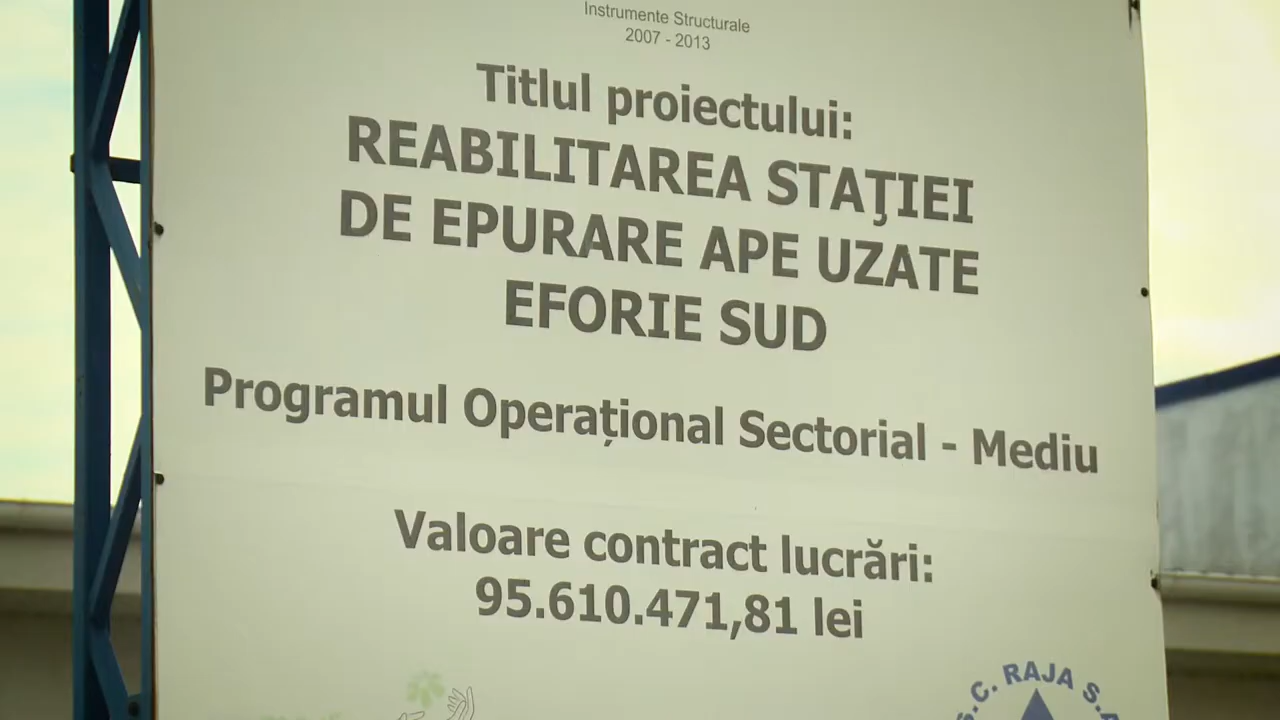 Instrumente Structurale
2007 - 2013
Titlul proiectului:
REABILITAREA STAŢIEI
DE EPURARE APE UZATE
EFORIE SUD
Programul Operațional Sectorial - Mediu
Valoare contract lucrări:
95.610.471,81 lei
S.C. RAJA S.A